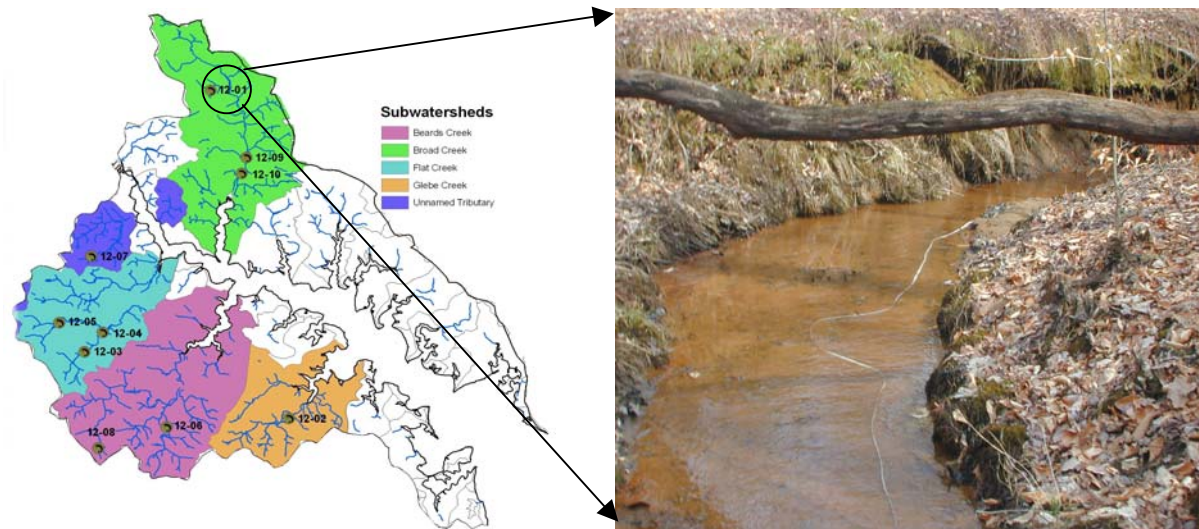 12-01
Subwatersheds
Beards Creek
Broad Creek
Flat Creek
Glebe Creek
Unnamed Tributary
12-09
12-10
12-07
12-05
12-04
12-03
12-02
12-06
12-08